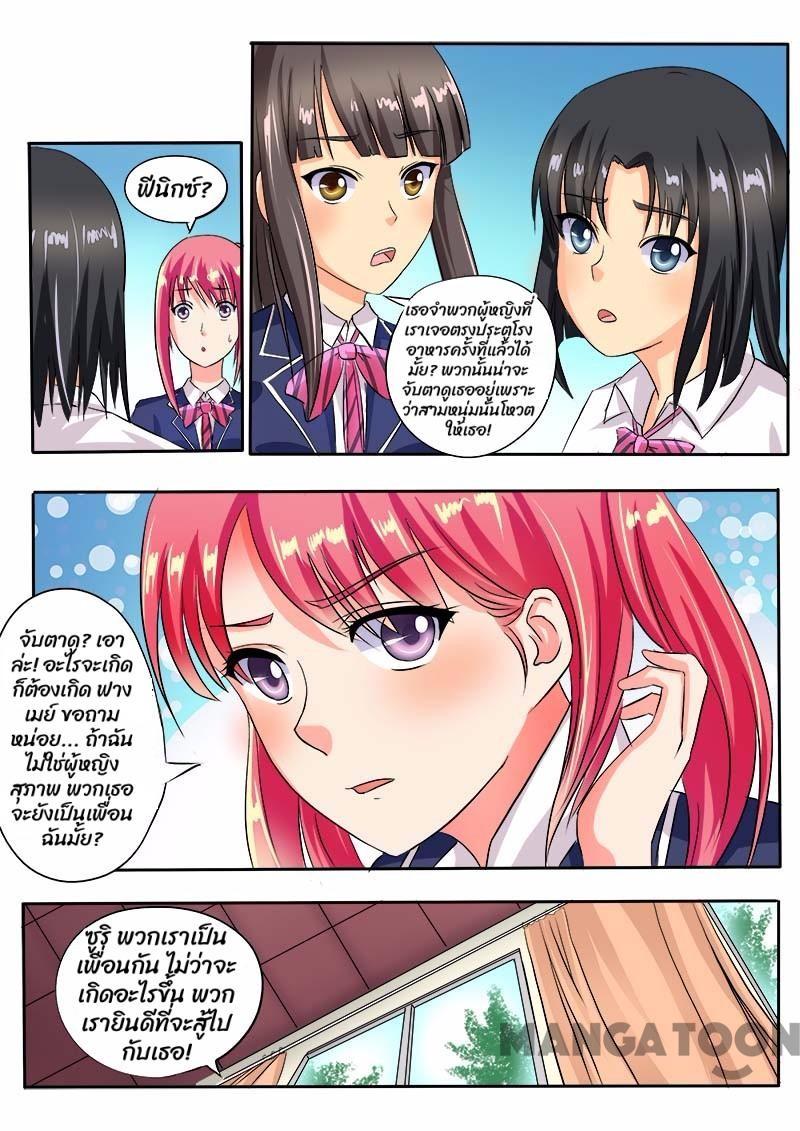 ฟีนิกซ์?
เธอจำพวกผู้หญิงที่
เราเจอตรงประตูโรง
อาหารครั้งที่แล้วได้
มั้ย? พวกนั้นน่าจะ
จับตาดูเธออยู่เพราะ
ว่าสามหนุ่มนั้นโหวต
ให้เธอ!
จับตาดู? เอา
ล่ะ! อะไรจะเกิด
ก็ต้องเกิด ฟาง
เมย์ ขอถาม
หน่อย... ถ้าฉัน
ไม่ใช่ผู้หญิง
สุภาพ พวกเธอ
จะยังเป็นเพื่อน
ฉันมั้ย?
ซูริ พวกเราเป็น
เพื่อนกัน ไม่ว่าจะ
เกิดอะไรขึ้น พวก
เรายินดีที่จะสู้ไป
กับเธอ!
MANGA TOON